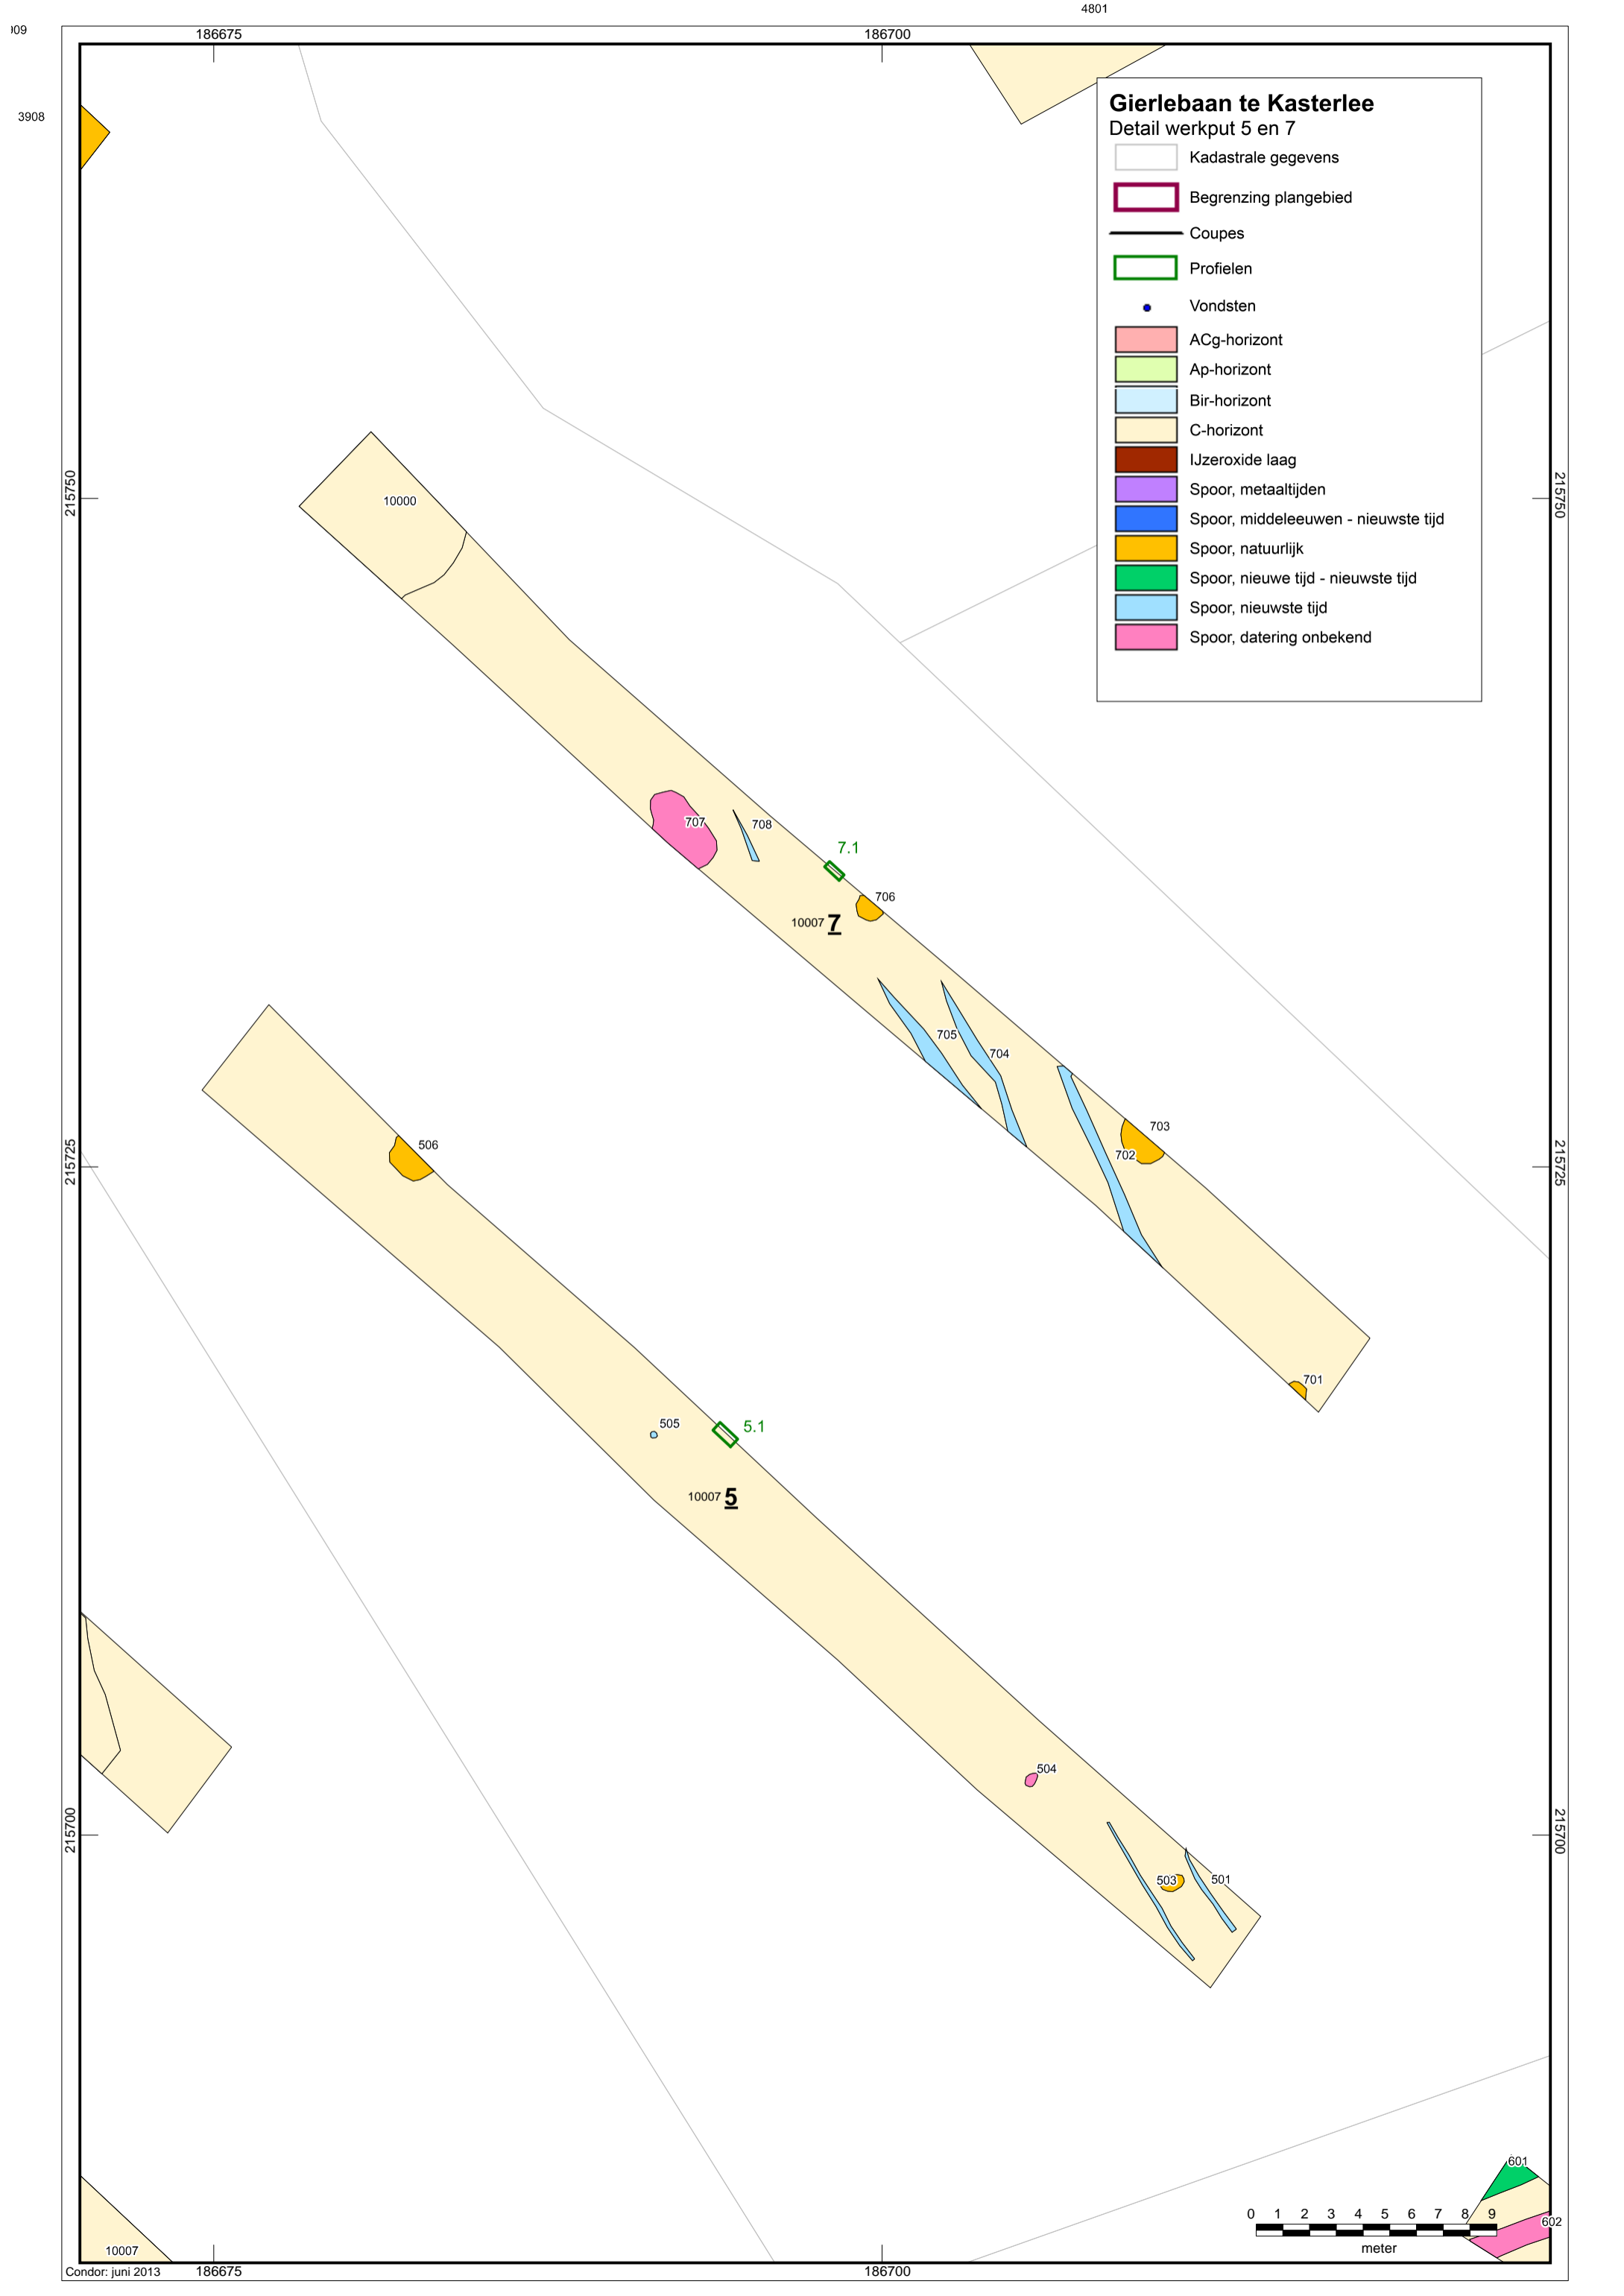 4801
909
186675
186700
3908
Gierlebaan te Kasterlee
Detail werkput 5 en 7
Kadastrale gegevens
Begrenzing plangebied
Coupes
Profielen
Vondsten
ACg-horizont
Ap-horizont
Bir-horizont
C-horizont
IJzeroxide laag
Spoor, metaaltijden
Spoor, middeleeuwen - nieuwste tijd
Spoor, natuurlijk
Spoor, nieuwe tijd - nieuwste tijd
Spoor, nieuwste tijd
Spoor, datering onbekend
215750
215750
10000
707
708
7.1
706
10007 7
705
704
703
702
215725
215725
506
701
505
5.1
10007 5
504
215700
215700
503
501
601
0 1 2 3 4 5 6 7 8 9
602
meter
10007
Condor: juni 2013
186675
186700